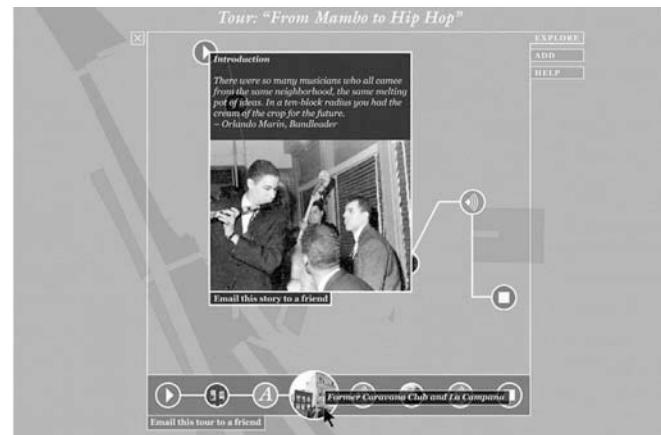 Tour: “From Mambo to Hip Hop”
EXPLORE
ADD
HELP
Introduction
There were so many musicians who all camee
from the same neighborhood, the same melting
pot of ideas. In a ten-block radius you had the
cream of the crop for the future.
– Orlando Marin, Bandleader
Email this story to a friend
A
Former Caravana Club and La Campana
Email this tour to a friend